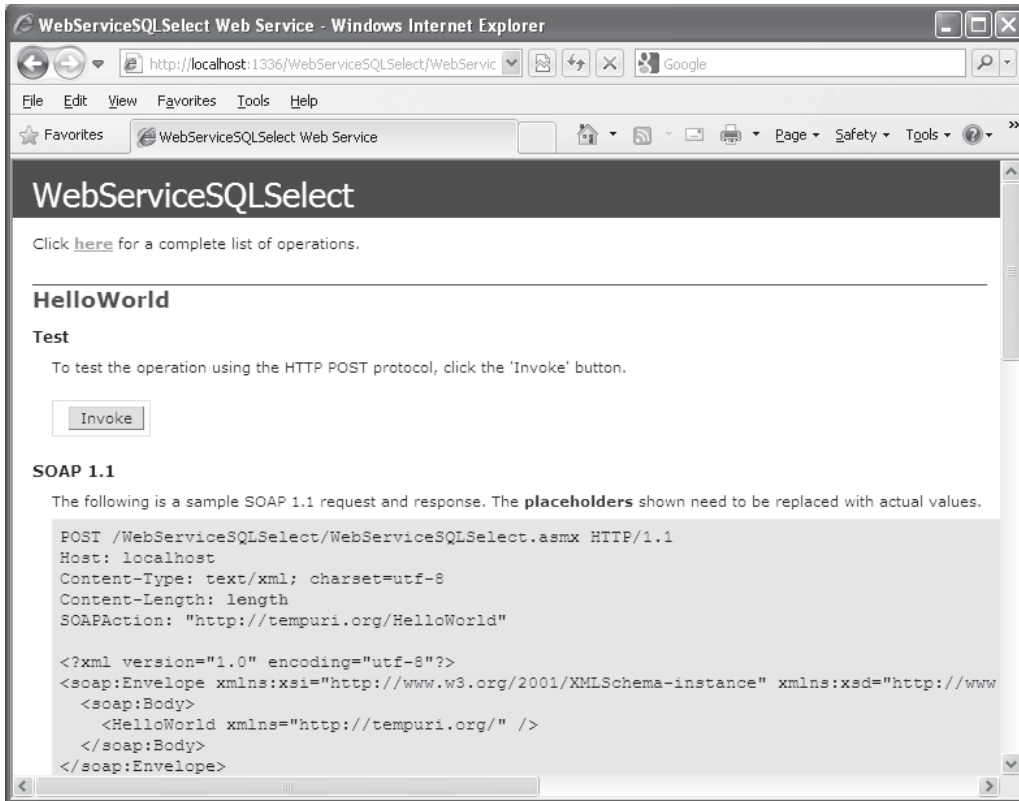 WebServiceSQLSelect Web Service - Windows Internet Explorer
http://localhost:1336/WebServiceSQLSelect/WebServic
Google
File Edit View Favorites Tools Help
Favorites
WebServiceSQLSelect Web Service
Page Safety Tools
WebServiceSQLSelect
Click here for a complete list of operations.
HelloWorld
Test
To test the operation using the HTTP POST protocol, click the 'Invoke' button.
Invoke
SOAP 1.1
The following is a sample SOAP 1.1 request and response. The placeholders shown need to be replaced with actual values.
POST /WebServiceSQLSelect/WebServiceSQLSelect.asmx HTTP/1.1
Host: localhost
Content-Type: text/xml; charset=utf-8
Content-Length: length
SOAPAction: "http://tempuri.org/HelloWorld"
<?xml version="1.0" encoding="utf-8"?>
<soap:Envelope xmlns:xsi="http://www.w3.org/2001/XMLSchema-instance" xmlns:xsd="http://www
<soap:Body>
<HelloWorld xmlns="http://tempuri.org/" />
</soap:Body>
</soap:Envelope>